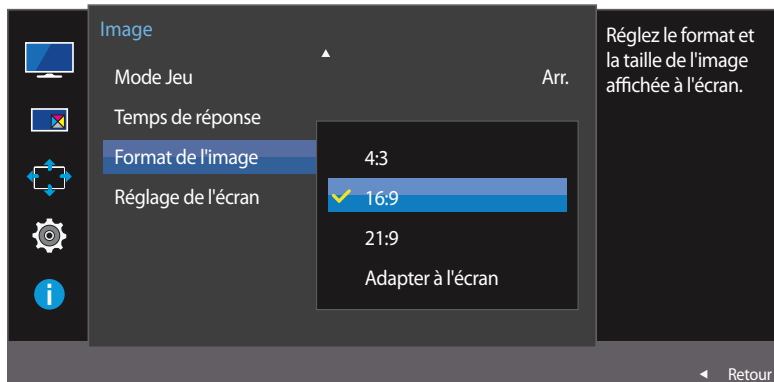 Image
Mode Jeu Arr.
Temps de réponse
Format de l'image
Réglage de l'écran
4:3
16:9
21:9
Adapter à l'écran
Réglez le format et
la taille de l'image
affichée à l'écran.
Retour